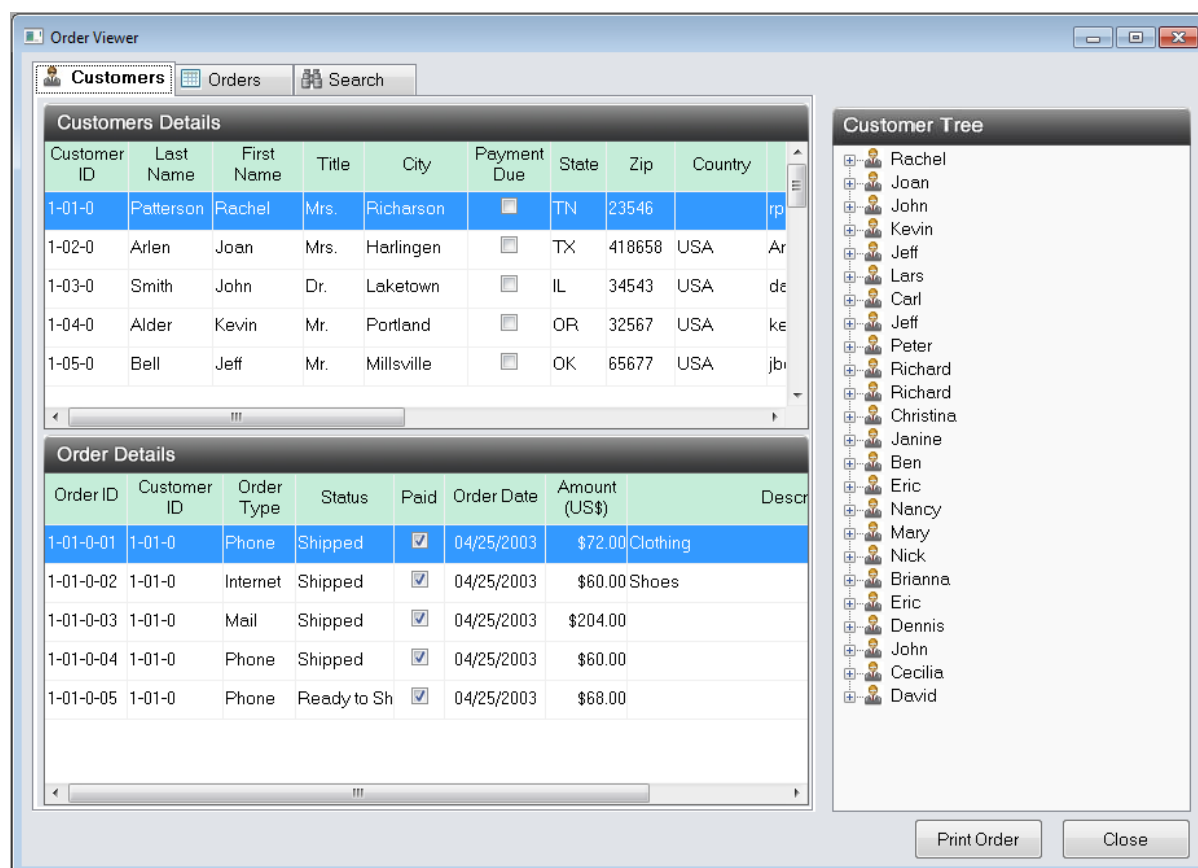 Order Viewer
Customers Orders Search
Customers Details
Customer ID Last Name First Name Title City Payment Due State Zip Country
1-01-0 Patterson Rachel Mrs. Richarson TN 23546 rp
1-02-0 Arlen Joan Mrs. Harlingen TX 418658 USA Ar
1-03-0 Smith John Dr. Laketown IL 34543 USA da
1-04-0 Alder Kevin Mr. Portland OR 32567 USA ke
1-05-0 Bell Jeff Mr. Millsville OK 65677 USA
Order Details
Order ID Customer ID Order Type Status Paid Order Date Amount (US$) Descr
1-01-0-01 1-01-0 Phone Shipped 04/25/2003 $72.00 Clothing
1-01-0-02 1-01-0 Internet Shipped 04/25/2003 $60.00 Shoes
1-01-0-03 1-01-0 Mail Shipped 04/25/2003 $204.00
1-01-0-04 1-01-0 Phone Shipped 04/25/2003 $60.00
1-01-0-05 1-01-0 Phone Ready to Sh 04/25/2003 $68.00
Customer Tree
Rachel
Joan
John
Kevin
Jeff
Lars
Carl
Jeff
Peter
Richard
Richard
Christina
Janine
Ben
Eric
Nancy
Mary
Nick
Brianna
Eric
Dennis
John
Cecilia
David
Print Order Close